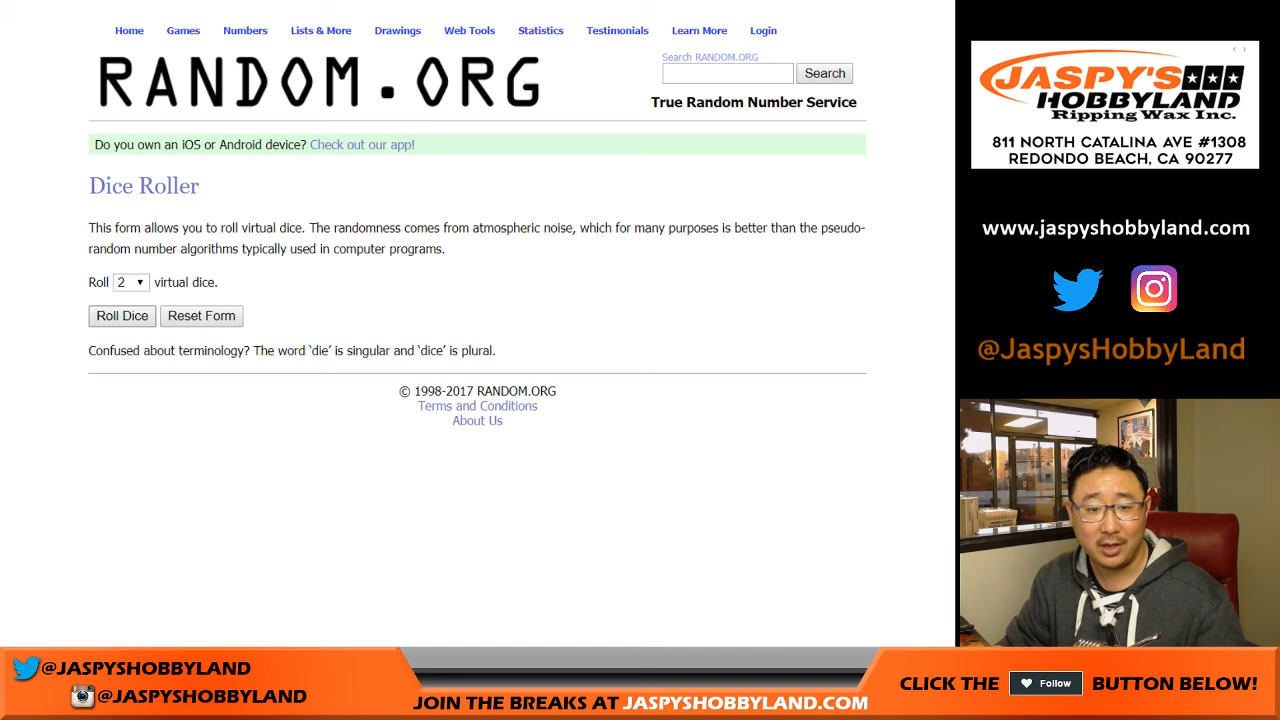 Home Games Numbers Lists & More Drawings Web Tools Statistics Testimonials Learn More Login
RANDOM.ORG
Search RANDOM.ORG
Search
True Random Number Service
Do you own an iOS or Android device? Check out our app!
Dice Roller
This form allows you to roll virtual dice. The randomness comes from atmospheric noise, which for many purposes is better than the pseudo-
random number algorithms typically used in computer programs.
Roll 2 virtual dice.
Roll Dice Reset Form
Confused about terminology? The word ‘die’ is singular and ‘dice’ is plural.
© 1998-2017 RANDOM.ORG
Terms and Conditions
About Us
JASPY'S
HOBBYLAND
Ripping Wax Inc.
811 NORTH CATALINA AVE #1308
REDONDO BEACH, CA 90277
www.jaspyshobbyland.com
@JaspysHobbyLand
@JASPYSHOBBYLAND
@JASPYSHOBBYLAND
JOIN THE BREAKS AT JASPYSHOBBYLAND.COM
CLICK THE Follow BUTTON BELOW!